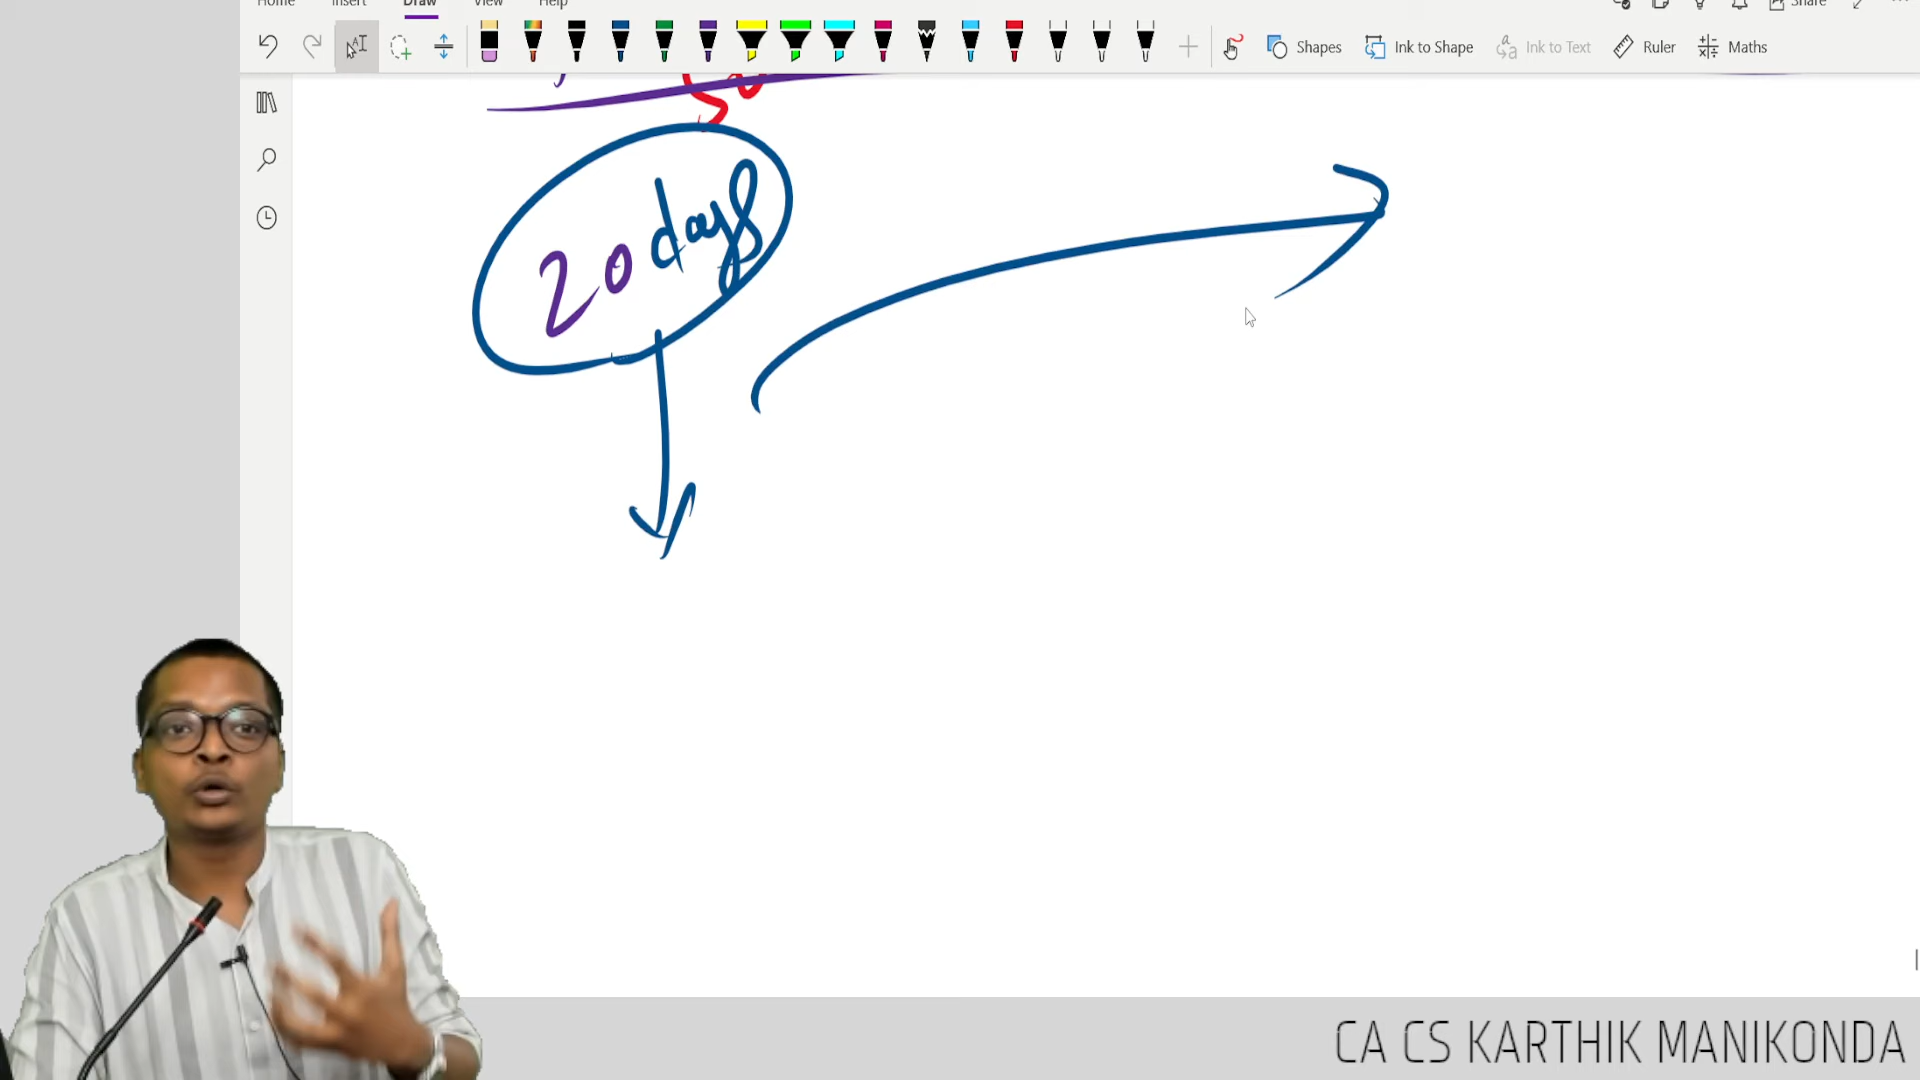 Home Insert Draw View Help Share
Shapes Ink to Shape Ink to Text Ruler Maths
20 days
CA CS KARTHIK MANIKONDA